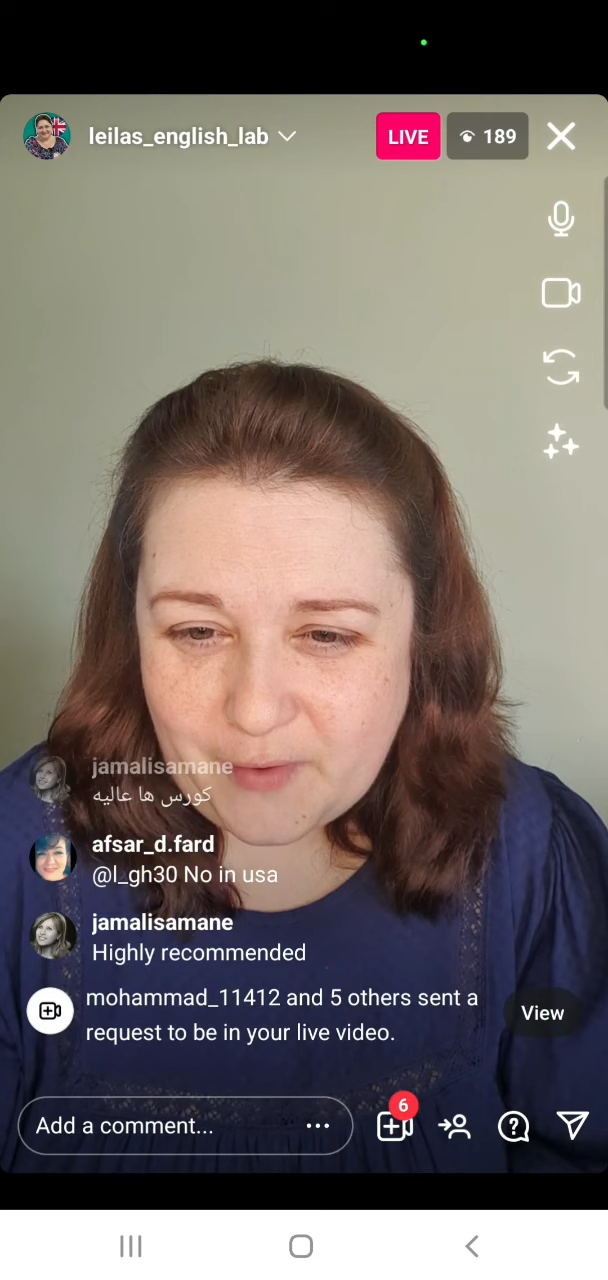 leilas_english_lab
LIVE
189
jamalisamane
کورس ها عالیه
afsar_d.fard
@l_gh30 No in usa
jamalisamane
Highly recommended
mohammad_11412 and 5 others sent a
request to be in your live video.
View
6
Add a comment...